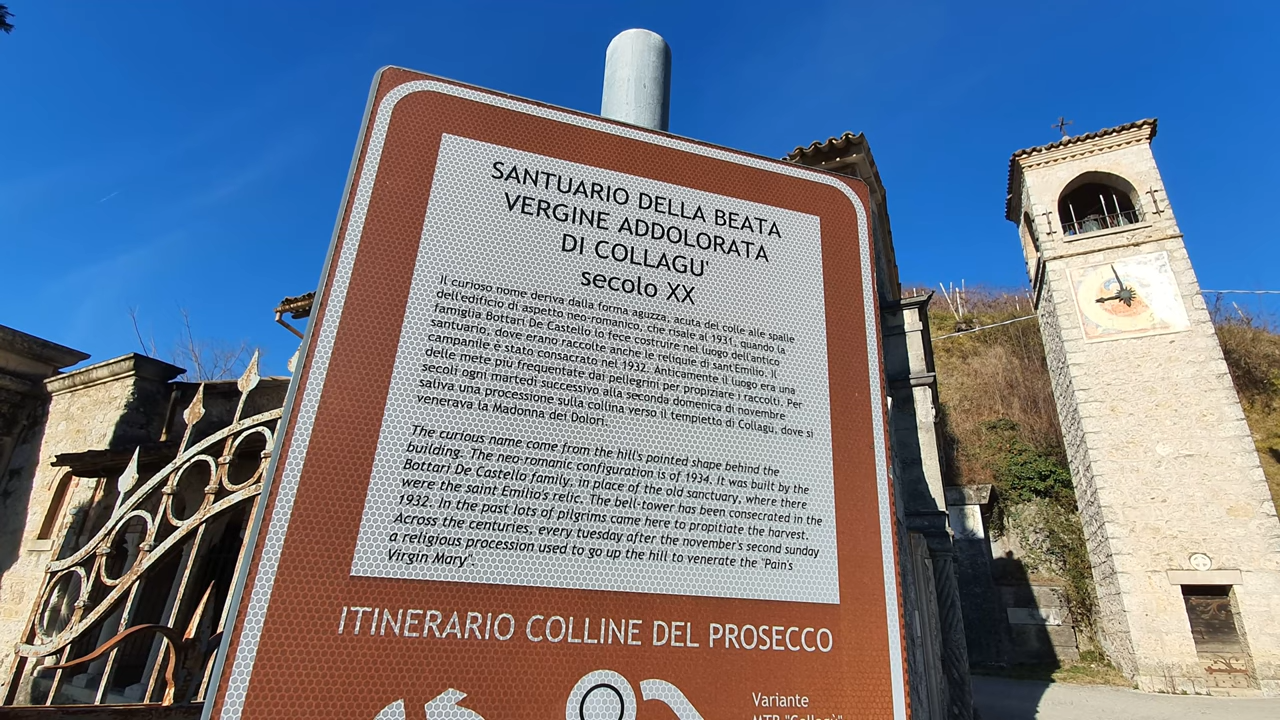 SANTUARIO DELLA BEATA
VERGINE ADDOLORATA
DI COLLAGU'
secolo XX
Il curioso nome deriva dalla forma aguzza, acuta del colle alle spalle
dell'edificio di aspetto neo-romanico, che risale al 1931, quando la
famiglia Bottari De Castello lo fece costruire nel luogo dell'antico
santuario, dove erano raccolte anche le reliquie di sant'Emilio. Il
campanile è stato consacrato nel 1932. Anticamente il luogo era una
delle mete più frequentate dai pellegrini per propiziare i raccolti. Per
secoli ogni martedì successivo alla seconda domenica di novembre
saliva una processione sulla collina verso il tempietto di Collagu, dove si
venerava la Madonna dei Dolori.
The curious name come from the hill's pointed shape behind the
building. The neo-romanic configuration is of 1934. It was built by the
Bottari De Castello family, in place of the old sanctuary, where there
were the saint Emilio's relic. The bell-tower has been consecrated in the
1932. In the past lots of pilgrims came here to propitiate the harvest.
Across the centuries, every tuesday after the november's second sunday
a religious procession used to go up the hill to venerate the "Pain's
Virgin Mary".
ITINERARIO COLLINE DEL PROSECCO
Variante
MTB "Collagù"